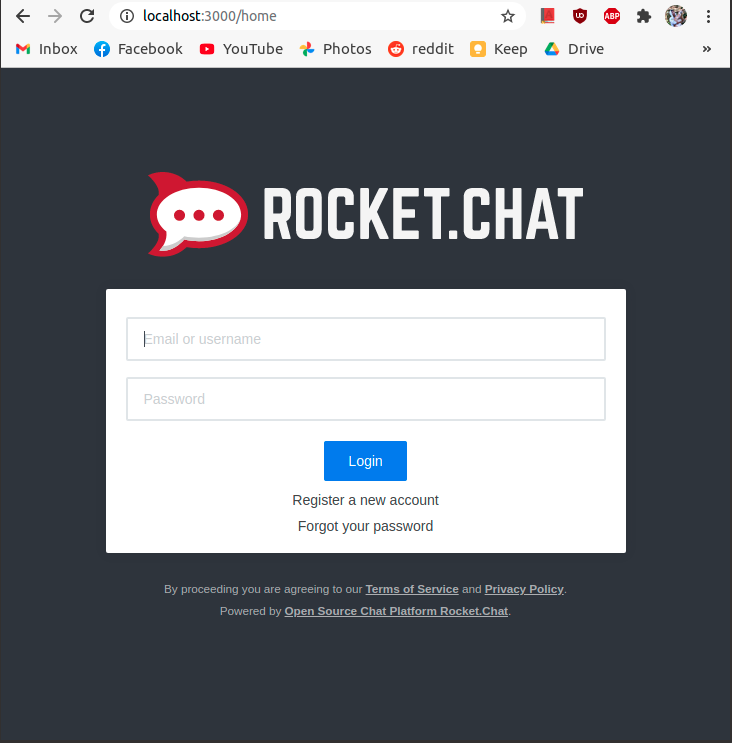 localhost:3000/home
UD
ABP
Inbox Facebook YouTube Photos reddit Keep Drive »
ROCKET.CHAT
Email or username
Password
Login
Register a new account
Forgot your password
By proceeding you are agreeing to our Terms of Service and Privacy Policy.
Powered by Open Source Chat Platform Rocket.Chat.